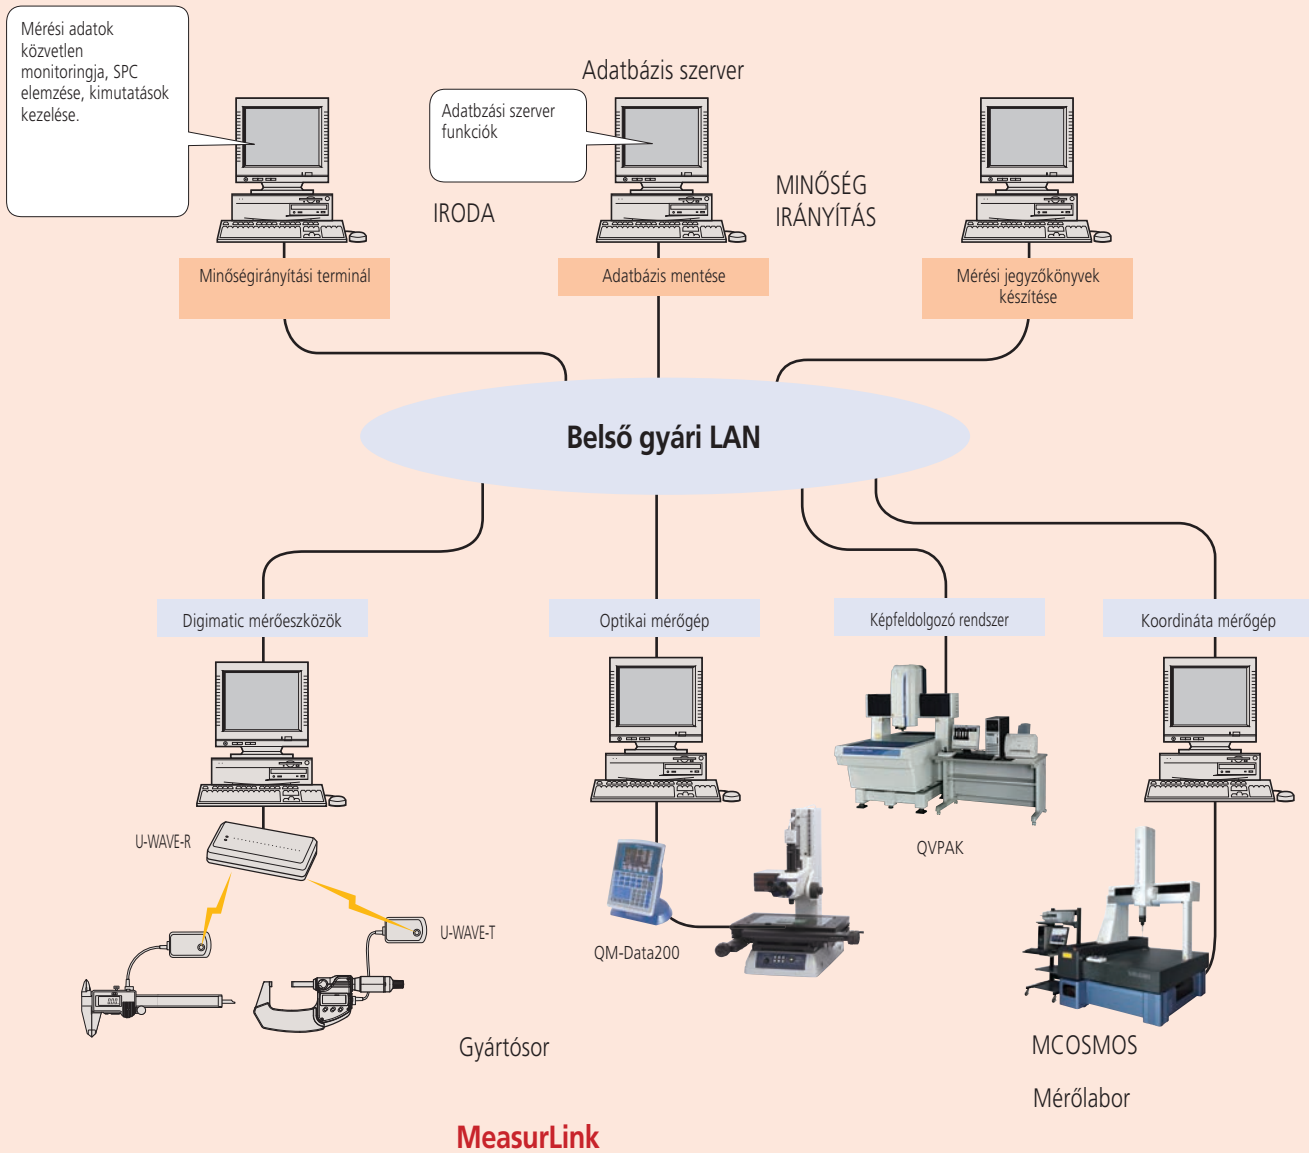 Mérési adatok
közvetlen
monitoringja, SPC
elemzése, kimutatások
kezelése.
Adatbázis szerver
Adatbzási szerver
funkciók
IRODA
MINŐSÉG
IRÁNYÍTÁS
Minőségirányítási terminál
Adatbázis mentése
Mérési jegyzőkönyvek
készítése
Belső gyári LAN
Digimatic mérőeszközök
Optikai mérőgép
Képfeldolgozó rendszer
Koordináta mérőgép
U-WAVE-R
U-WAVE-T
QM-Data200
QVPAK
Gyártósor
MCOSMOS
Mérőlabor
MeasurLink